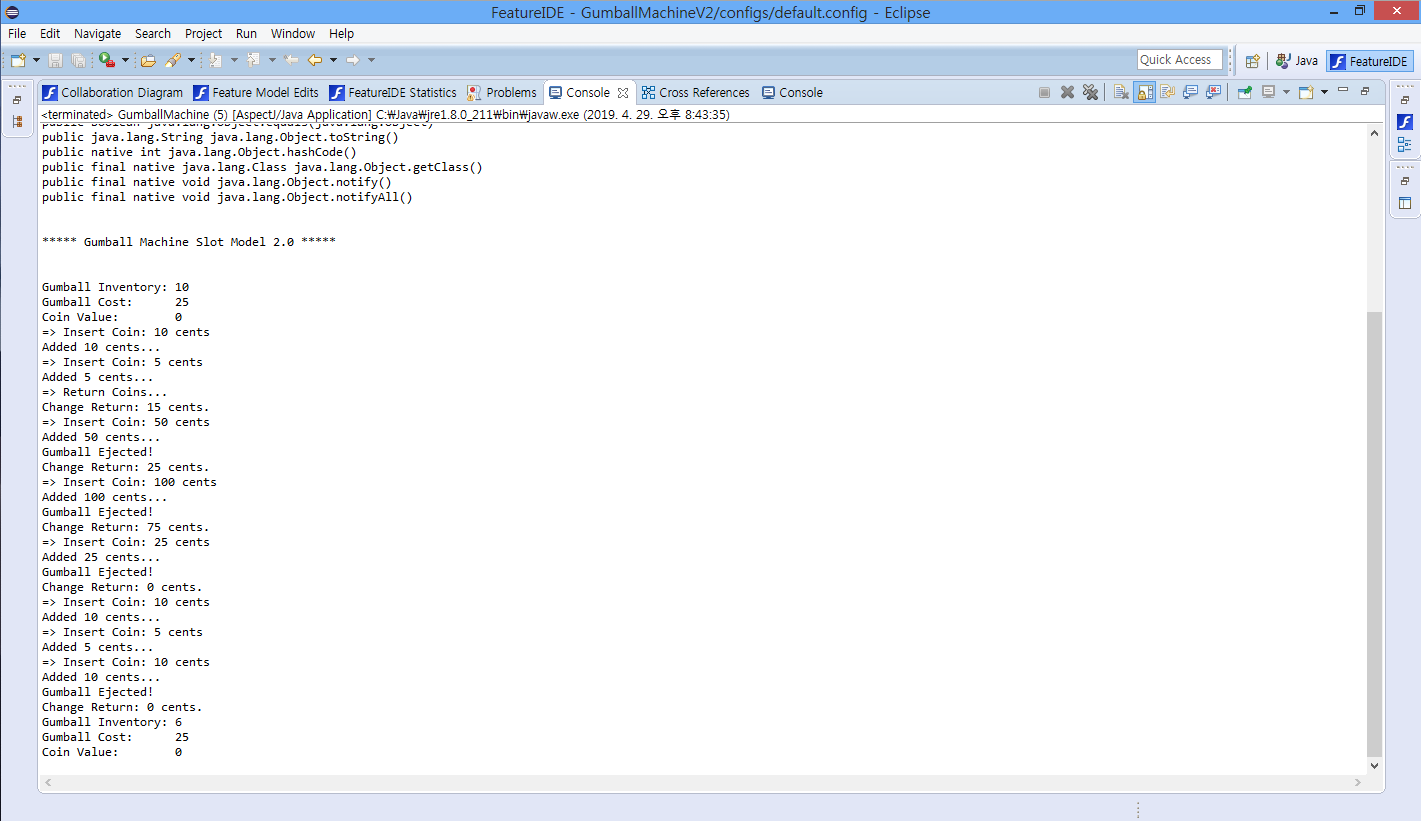 FeatureIDE - GumballMachineV2/configs/default.config - Eclipse
File Edit Navigate Search Project Run Window Help
Quick Access Java FeatureIDE
Collaboration Diagram Feature Model Edits FeatureIDE Statistics Problems Console Cross References Console
<terminated> GumballMachine (5) [AspectJ/Java Application] C:₩Java₩jre1.8.0_211₩bin₩javaw.exe (2019. 4. 29. 오후 8:43:35)
public boolean java.lang.Object.equals(java.lang.Object)
public java.lang.String java.lang.Object.toString()
public native int java.lang.Object.hashCode()
public final native java.lang.Class java.lang.Object.getClass()
public final native void java.lang.Object.notify()
public final native void java.lang.Object.notifyAll()
***** Gumball Machine Slot Model 2.0 *****
Gumball Inventory: 10
Gumball Cost: 25
Coin Value: 0
=> Insert Coin: 10 cents
Added 10 cents...
=> Insert Coin: 5 cents
Added 5 cents...
=> Return Coins...
Change Return: 15 cents.
=> Insert Coin: 50 cents
Added 50 cents...
Gumball Ejected!
Change Return: 25 cents.
=> Insert Coin: 100 cents
Added 100 cents...
Gumball Ejected!
Change Return: 75 cents.
=> Insert Coin: 25 cents
Added 25 cents...
Gumball Ejected!
Change Return: 0 cents.
=> Insert Coin: 10 cents
Added 10 cents...
=> Insert Coin: 5 cents
Added 5 cents...
=> Insert Coin: 10 cents
Added 10 cents...
Gumball Ejected!
Change Return: 0 cents.
Gumball Inventory: 6
Gumball Cost: 25
Coin Value: 0